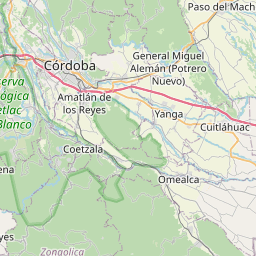 Paso del Mach
General Miguel
Alemán (Potrero
Nuevo)
Córdoba
erva
ógica
etlac
Blanco
Amatlán de
los Reyes
Yanga
Cuitláhuac
Coetzala
ena
Omealca
yes
Zongolica